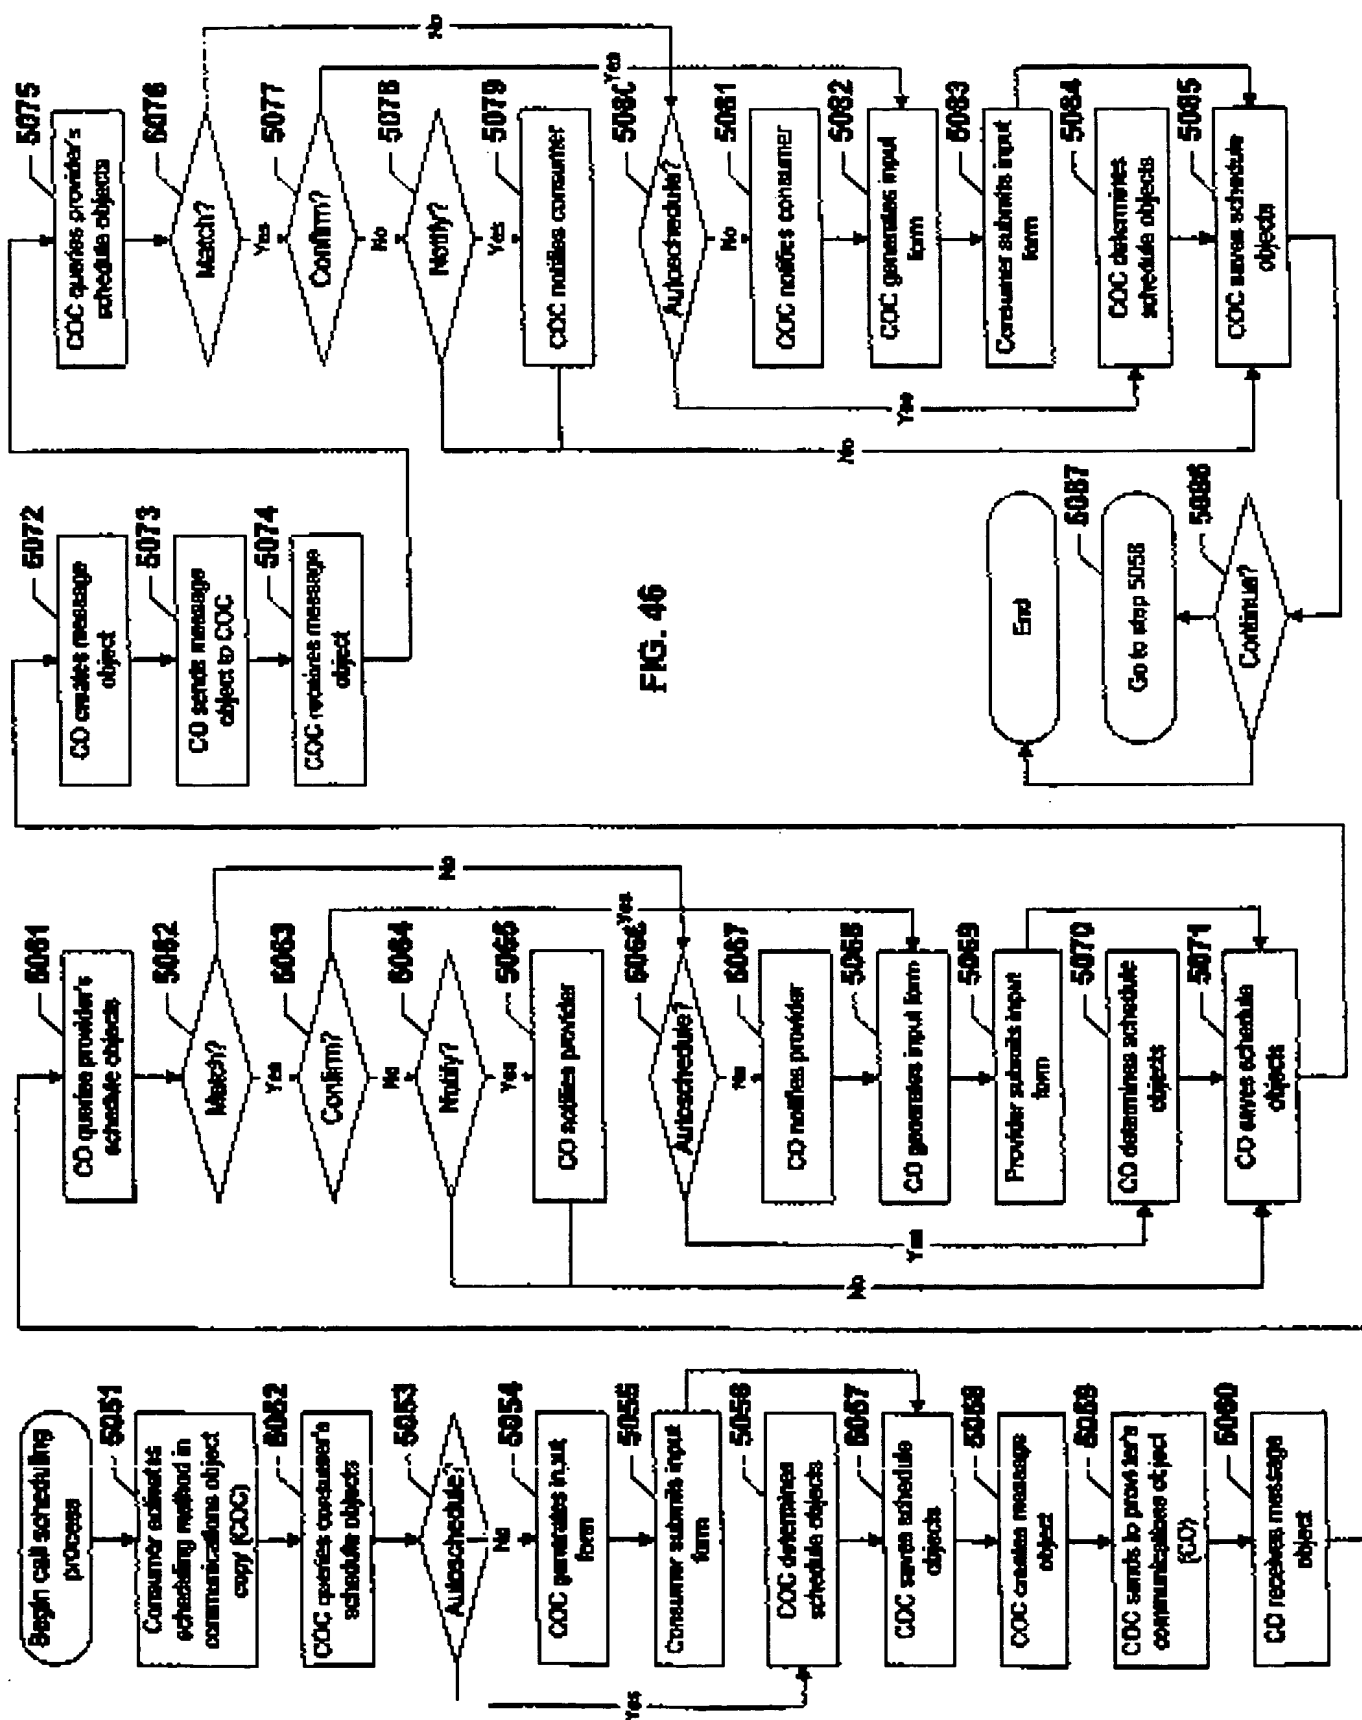 Begin call scheduling
process
5051
Consumer
scheduling method in
communications object
copy (COC)
5052
COC queries consumer's
scheduler objects
5053
Autoschedule?
No
Yes
5054
COC generates input
form
5055
Consumer submits input
form
5056
COC determines
schedule objects
5057
COC saves schedule
objects
5058
COC creates message
object
5059
COC sends to provider's
communications object
(CO)
5060
CO receives message
object
5061
CO queries provider's
schedule objects
5062
Match?
Yes
No
5063
Confirm?
No
Yes
5064
Notify?
Yes
No
5065
CO notifies provider
5066
Autoschedule?
No
Yes
5067
CO notifies provider
5068
CO generates input form
5069
Provider submits input
form
5070
CO determines schedule
objects
5071
CO saves schedule
objects
5072
CO creates message
object
5073
CO sends message
object to COC
5074
COC receives message
object
5075
COC queries provider's
schedule objects
5076
Match?
Yes
No
5077
Confirm?
No
Yes
5078
Notify?
Yes
No
5079
COC notifies consumer
5080
Autoschedule?
No
Yes
5081
COC notifies consumer
5082
COC generates input
form
5083
Consumer submits input
form
5084
COC determines
schedule objects
5085
COC saves schedule
objects
5086
Continue?
5087
Go to step 5058
End
FIG. 46